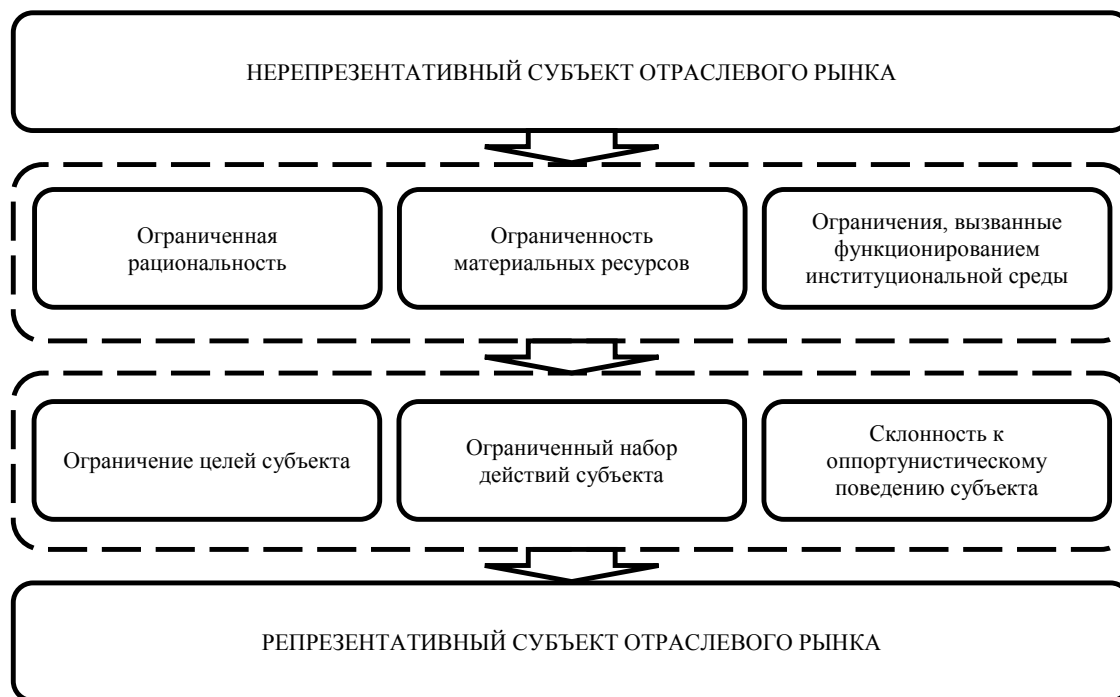 НЕРЕПРЕЗЕНТАТИВНЫЙ СУБЪЕКТ ОТРАСЛЕВОГО РЫНКА
Ограниченная
рациональность
Ограниченность
материальных ресурсов
Ограничения, вызванные
функционированием
институциональной среды
Ограничение целей субъекта
Ограниченный набор
действий субъекта
Склонность к
оппортунистическому
поведению субъекта
РЕПРЕЗЕНТАТИВНЫЙ СУБЪЕКТ ОТРАСЛЕВОГО РЫНКА